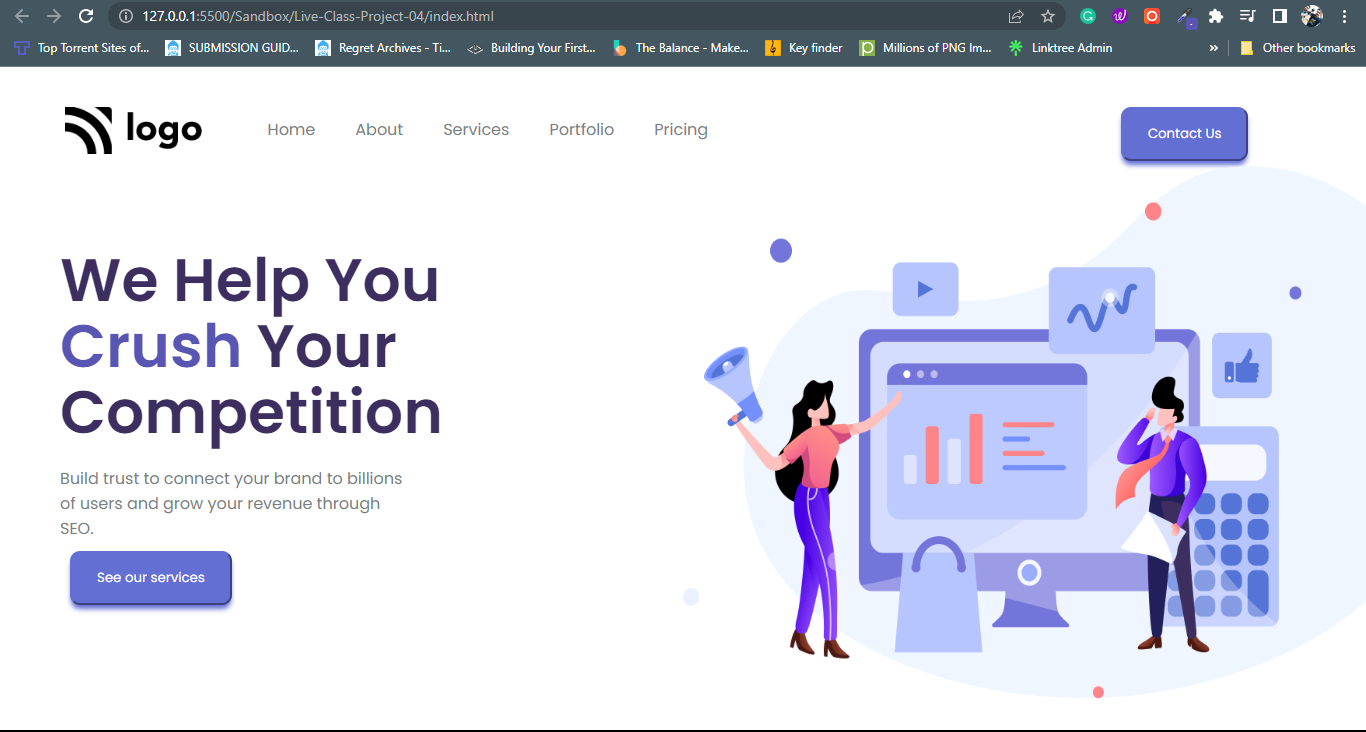 127.0.0.1:5500/Sandbox/Live-Class-Project-04/index.html
Top Torrent Sites of... SUBMISSION GUID... Regret Archives - Ti... Building Your First... The Balance - Make... Key finder Millions of PNG Im... Linktree Admin » Other bookmarks
logo Home About Services Portfolio Pricing Contact Us
We Help You
Crush Your
Competition
Build trust to connect your brand to billions
of users and grow your revenue through
SEO.
See our services